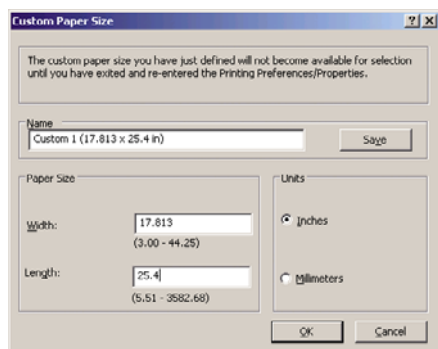 Custom Paper Size
The custom paper size you have just defined will not become available for selection
until you have exited and re-entered the Printing Preferences/Properties.
Name
Custom 1 (17.813 x 25.4 in)
Save
Paper Size
Width:
17.813
(3.00 - 44.25)
Length:
25.4
(5.51 - 3582.68)
Units
Inches
Milimeters
OK
Cancel